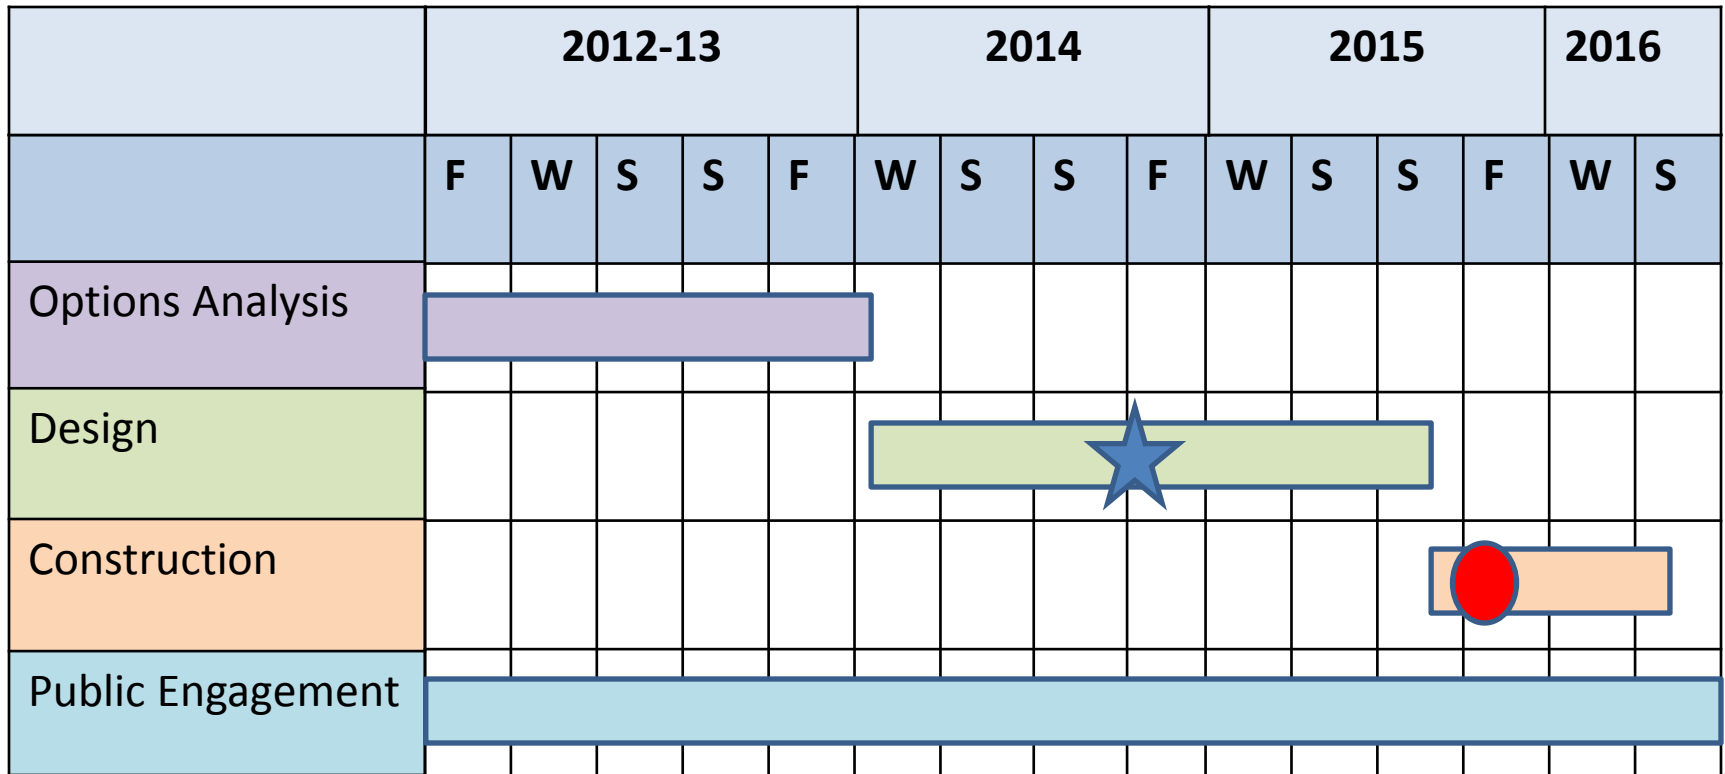 2012-13 2014 2015 2016
F W S S F W S S F W S S F W S
Options Analysis
Design
Construction
Public Engagement